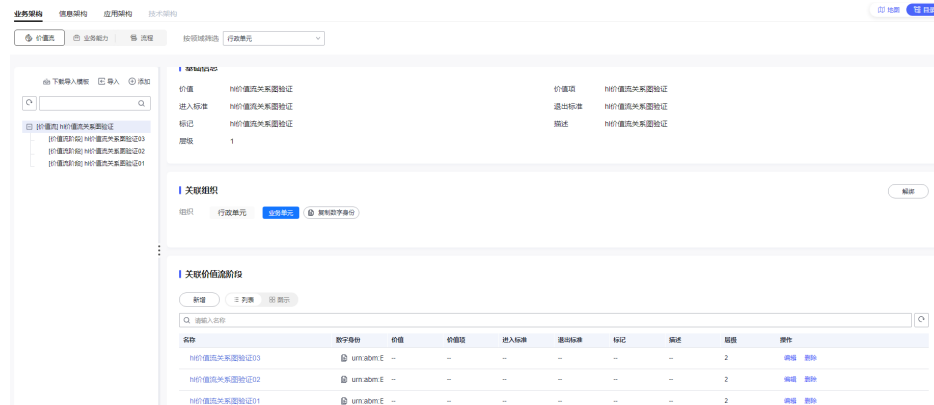 业务架构 信息架构 应用架构 技术架构
地图 目录
价值流 业务能力 流程 按领域筛选 行政单元
下载导入模板 导入 添加
基础信息
价值 hl价值流关系图验证 价值项 hl价值流关系图验证
进入标准 hl价值流关系图验证 退出标准 hl价值流关系图验证
标记 hl价值流关系图验证 描述 hl价值流关系图验证
层级 1
[价值流] hl价值流关系图验证
[价值流阶段] hl价值流关系图验证03
[价值流阶段] hl价值流关系图验证02
[价值流阶段] hl价值流关系图验证01
关联组织
解绑
组织 行政单元 业务单元 复制数字身份
关联价值流阶段
新增 列表 图示
请输入名称
名称 数字身份 价值 价值项 进入标准 退出标准 标记 描述 层级 操作
hl价值流关系图验证03 urn:abm:E -- -- -- -- -- -- 2 编辑 删除
hl价值流关系图验证02 urn:abm:E -- -- -- -- -- -- 2 编辑 删除
hl价值流关系图验证01 urn:abm:E -- -- -- -- -- -- 2 编辑 删除